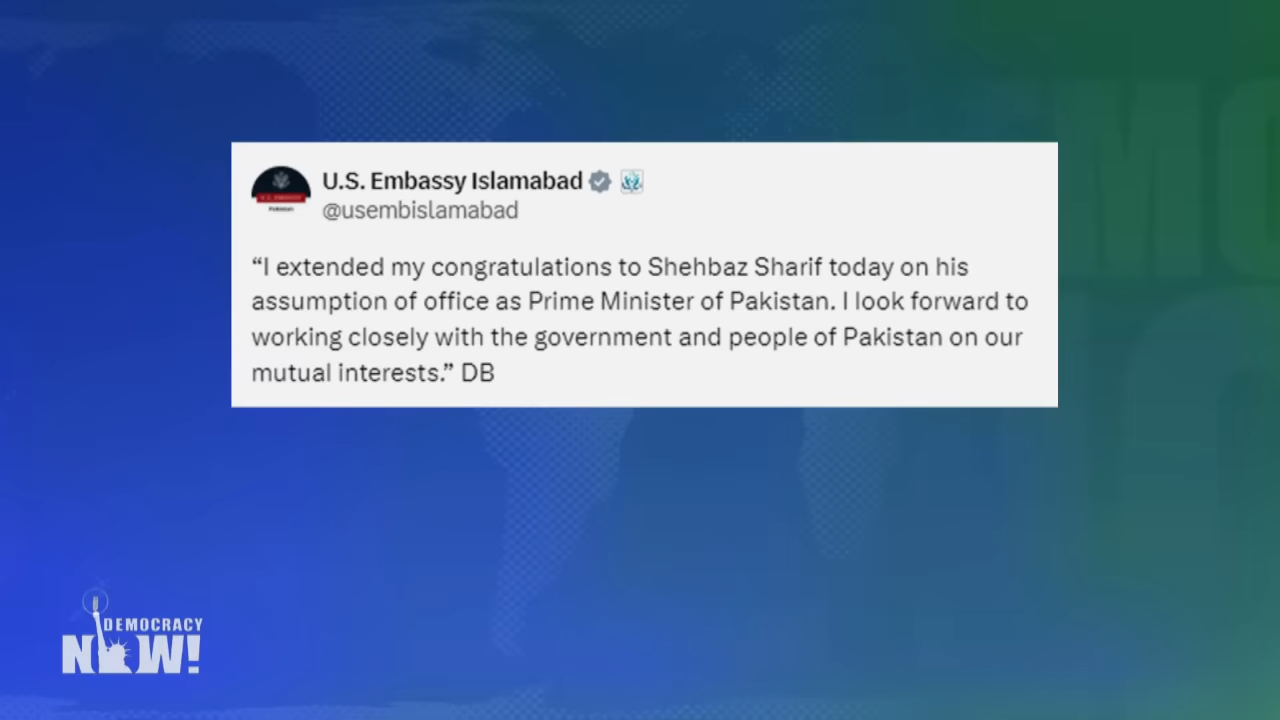 U.S. Embassy Islamabad
@usembislamabad
“I extended my congratulations to Shehbaz Sharif today on his
assumption of office as Prime Minister of Pakistan. I look forward to
working closely with the government and people of Pakistan on our
mutual interests.” DB
DEMOCRACY
NOW!